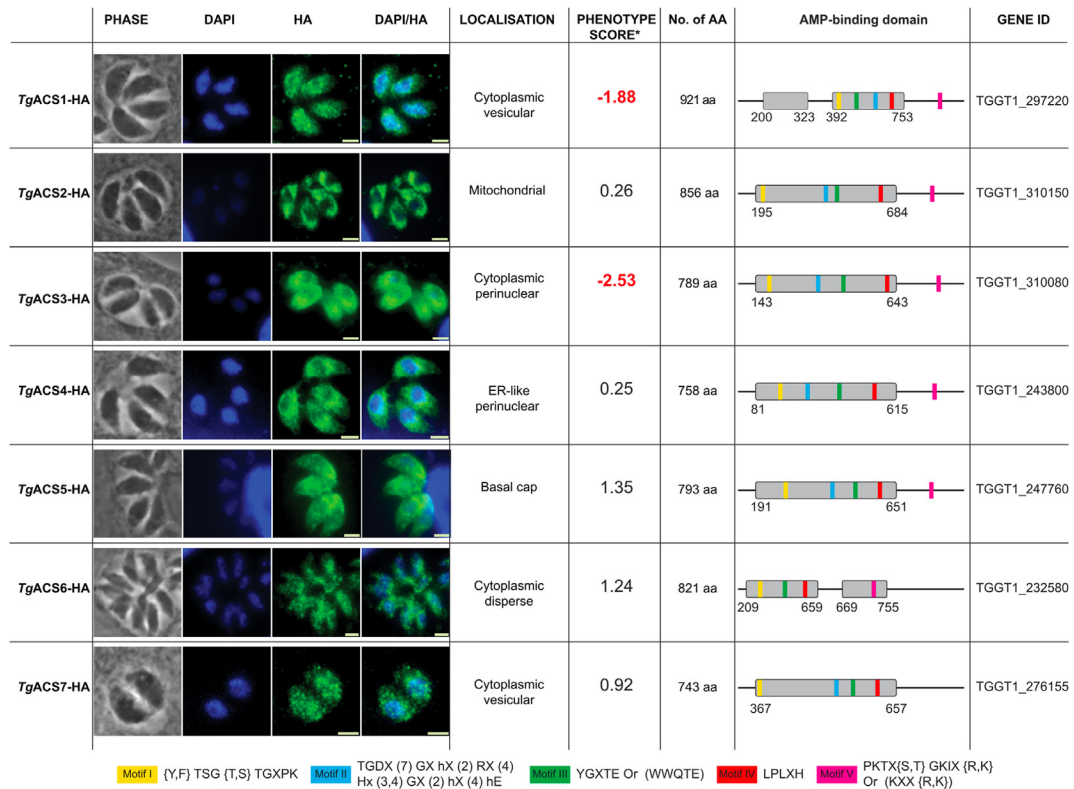 PHASE DAPI HA DAPI/HA LOCALISATION PHENOTYPE SCORE* No. of AA AMP-binding domain GENE ID
TgACS1-HA Cytoplasmic vesicular -1.88 921 aa TGGT1_297220
200 323 392 753
TgACS2-HA Mitochondrial 0.26 856 aa TGGT1_310150
195 684
TgACS3-HA Cytoplasmic perinuclear -2.53 789 aa TGGT1_310080
143 643
TgACS4-HA ER-like perinuclear 0.25 758 aa TGGT1_243800
81 615
TgACS5-HA Basal cap 1.35 793 aa TGGT1_247760
191 651
TgACS6-HA Cytoplasmic disperse 1.24 821 aa TGGT1_232580
209 659 669 755
TgACS7-HA Cytoplasmic vesicular 0.92 743 aa TGGT1_276155
367 657
Motif I {Y,F} TSG {T,S} TGXPK
Motif II TGDX (7) GX hX (2) RX (4)
Hx (3,4) GX (2) hX (4) hE
Motif III YGXTE Or (WWQTE)
Motif IV LPLXH
Motif V PKTX{S,T} GKIX {R,K}
Or (KXX {R,K})